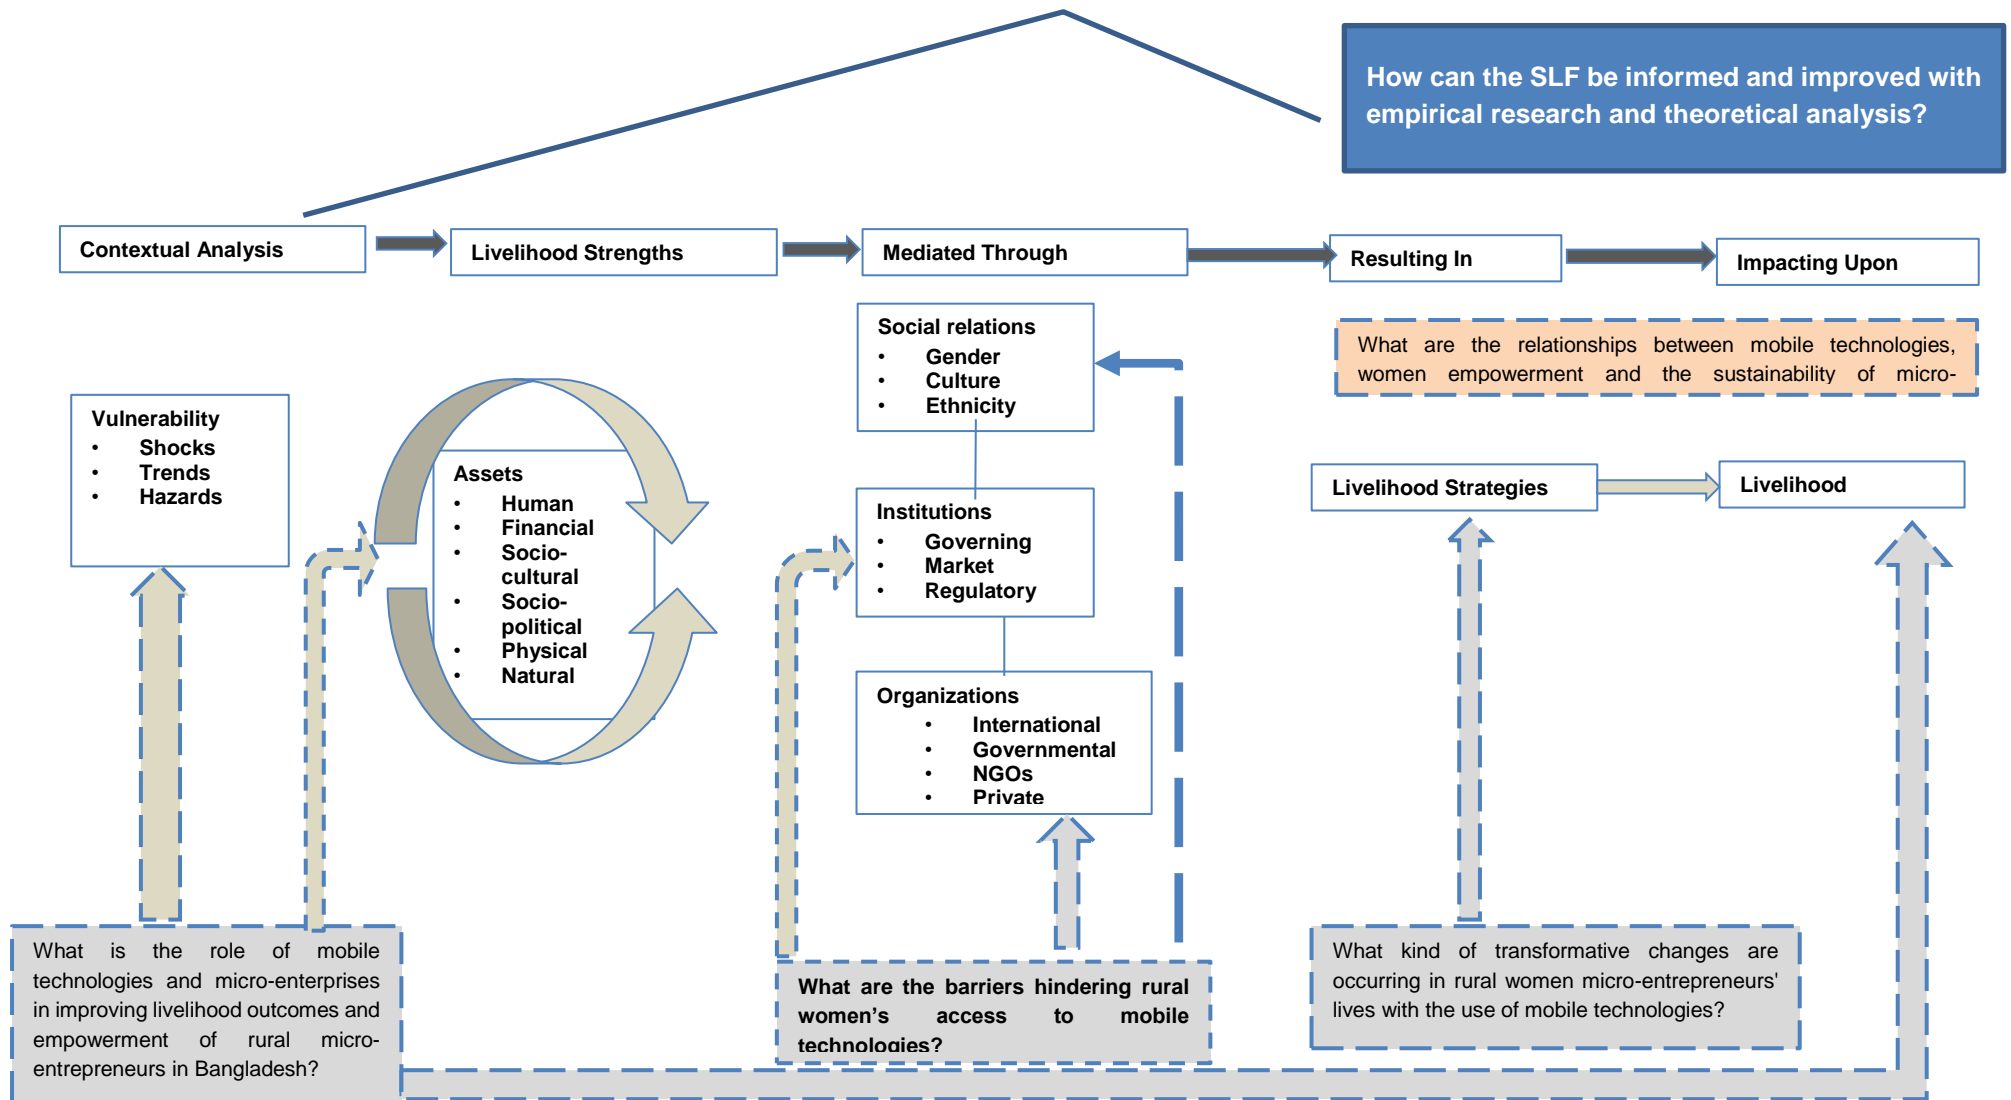 How can the SLF be informed and improved with
empirical research and theoretical analysis?
Contextual Analysis
Livelihood Strengths
Mediated Through
Resulting In
Impacting Upon
Social relations
• Gender
• Culture
• Ethnicity
What are the relationships between mobile technologies,
women empowerment and the sustainability of micro-
Vulnerability
• Shocks
• Trends
• Hazards
Assets
• Human
• Financial
• Socio-
cultural
• Socio-
political
• Physical
• Natural
Institutions
• Governing
• Market
• Regulatory
Livelihood Strategies
Livelihood
Organizations
• International
• Governmental
• NGOs
• Private
What is the role of mobile
technologies and micro-enterprises
in improving livelihood outcomes and
empowerment of rural micro-
entrepreneurs in Bangladesh?
What are the barriers hindering rural
women’s access to mobile
technologies?
What kind of transformative changes are
occurring in rural women micro-entrepreneurs'
lives with the use of mobile technologies?